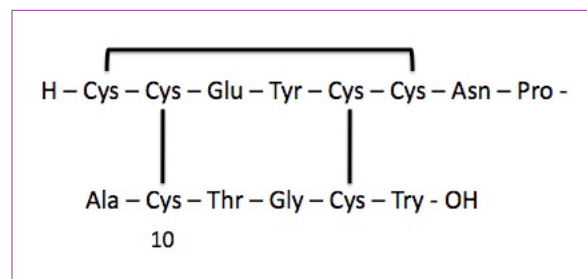 H – Cys – Cys – Glu – Tyr – Cys – Cys – Asn – Pro -
Ala – Cys – Thr – Gly – Cys – Try - OH
10